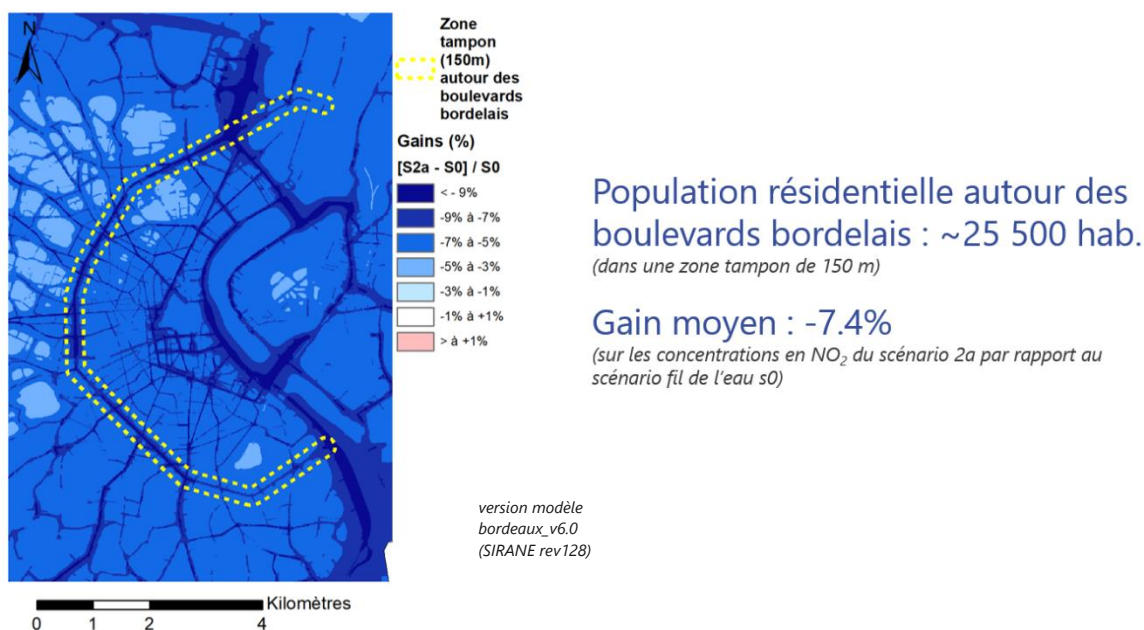 N
Zone
tampon
(150m)
autour des
boulevards
bordelais
Gains (%)
[S2a - S0] / S0
< - 9%
-9% à -7%
-7% à -5%
-5% à -3%
-3% à -1%
-1% à +1%
> à +1%
Population résidentielle autour des
boulevards bordelais : ~25 500 hab.
(dans une zone tampon de 150 m)
Gain moyen : -7.4%
(sur les concentrations en NO₂ du scénario 2a par rapport au
scénario fil de l'eau s0)
version modèle
bordeaux_v6.0
(SIRANE rev128)
Kilomètres
0 1 2 4